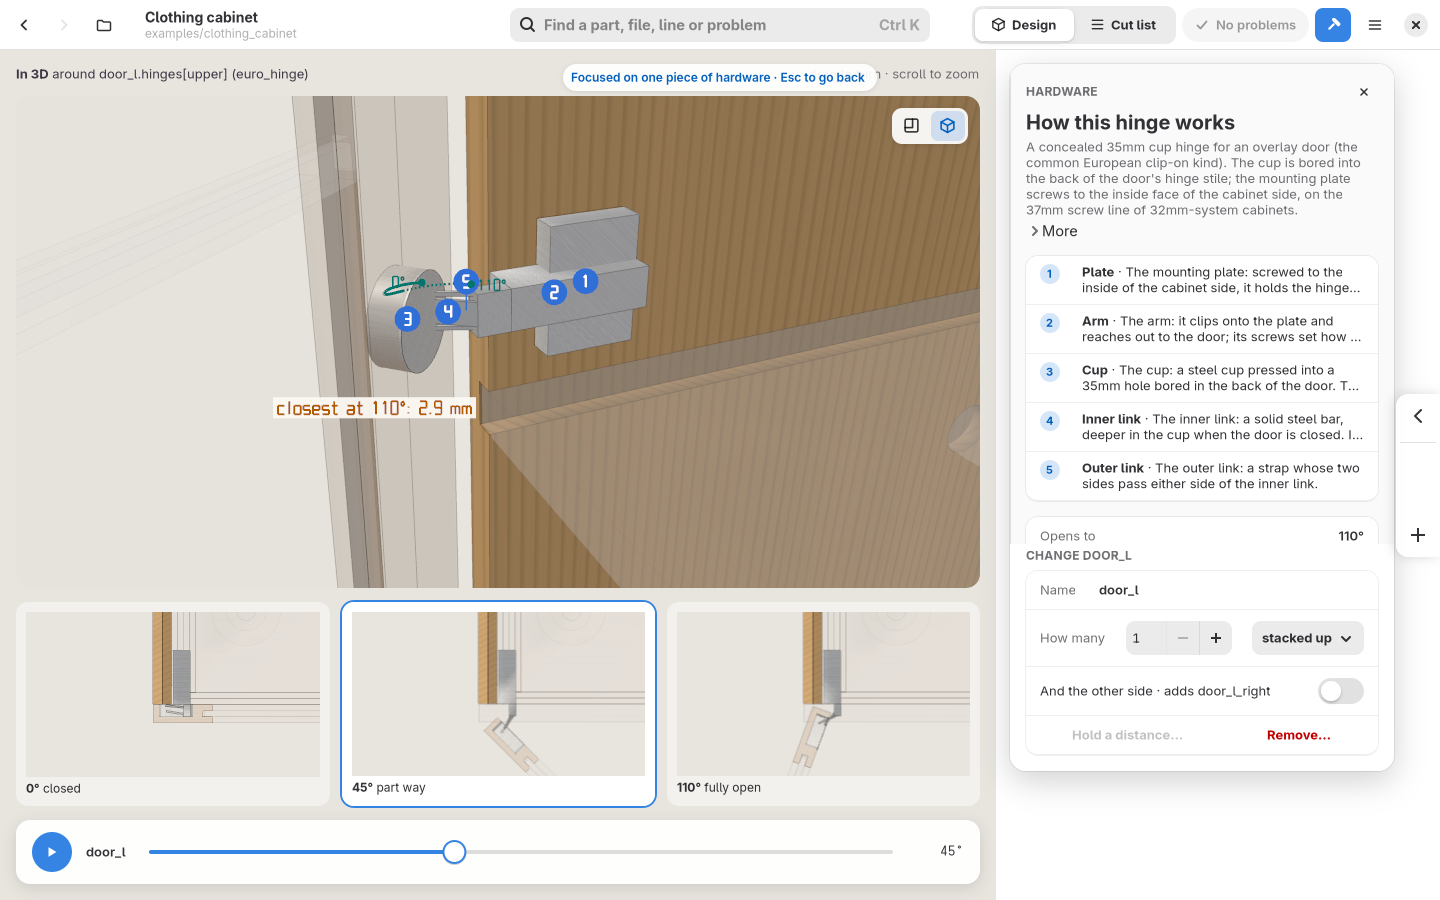 Clothing cabinet
examples/clothing_cabinet
Find a part, file, line or problem
Ctrl K
Design
Cut list
No problems
In 3D around door_l.hinges[upper] (euro_hinge)
Focused on one piece of hardware · Esc to go back
· scroll to zoom
0°
110°
1
2
3
4
5
closest at 110°: 2.9 mm
0° closed
45° part way
110° fully open
door_l
45°
HARDWARE
How this hinge works
A concealed 35mm cup hinge for an overlay door (the
common European clip-on kind). The cup is bored into
the back of the door's hinge stile; the mounting plate
screws to the inside face of the cabinet side, on the
37mm screw line of 32mm-system cabinets.
More
1 Plate · The mounting plate: screwed to the
inside of the cabinet side, it holds the hinge...
2 Arm · The arm: it clips onto the plate and
reaches out to the door; its screws set how ...
3 Cup · The cup: a steel cup pressed into a
35mm hole bored in the back of the door. T...
4 Inner link · The inner link: a solid steel bar,
deeper in the cup when the door is closed. I...
5 Outer link · The outer link: a strap whose two
sides pass either side of the inner link.
Opens to 110°
CHANGE DOOR_L
Name door_l
How many 1 stacked up
And the other side · adds door_l_right
Hold a distance... Remove...